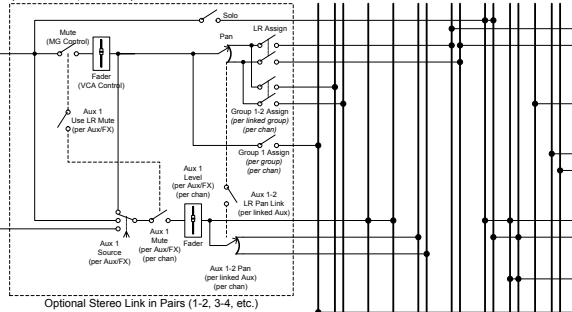 Solo
Mute
(MG Control)
LR Assign
Pan
Fader
(VCA Control)
Aux 1
Use LR Mute
(per Aux/FX)
Group 1-2 Assign
(per linked group)
(per chan)
Group 1 Assign
(per group)
(per chan)
Aux 1
Level
(per Aux/FX)
(per chan)
Aux 1-2
LR Pan Link
(per linked Aux)
Aux 1
Source
(per Aux/FX)
Aux 1
Mute
(per Aux/FX)
(per chan)
Fader
Aux 1-2 Pan
(per linked Aux)
(per chan)
Optional Stereo Link in Pairs (1-2, 3-4, etc.)